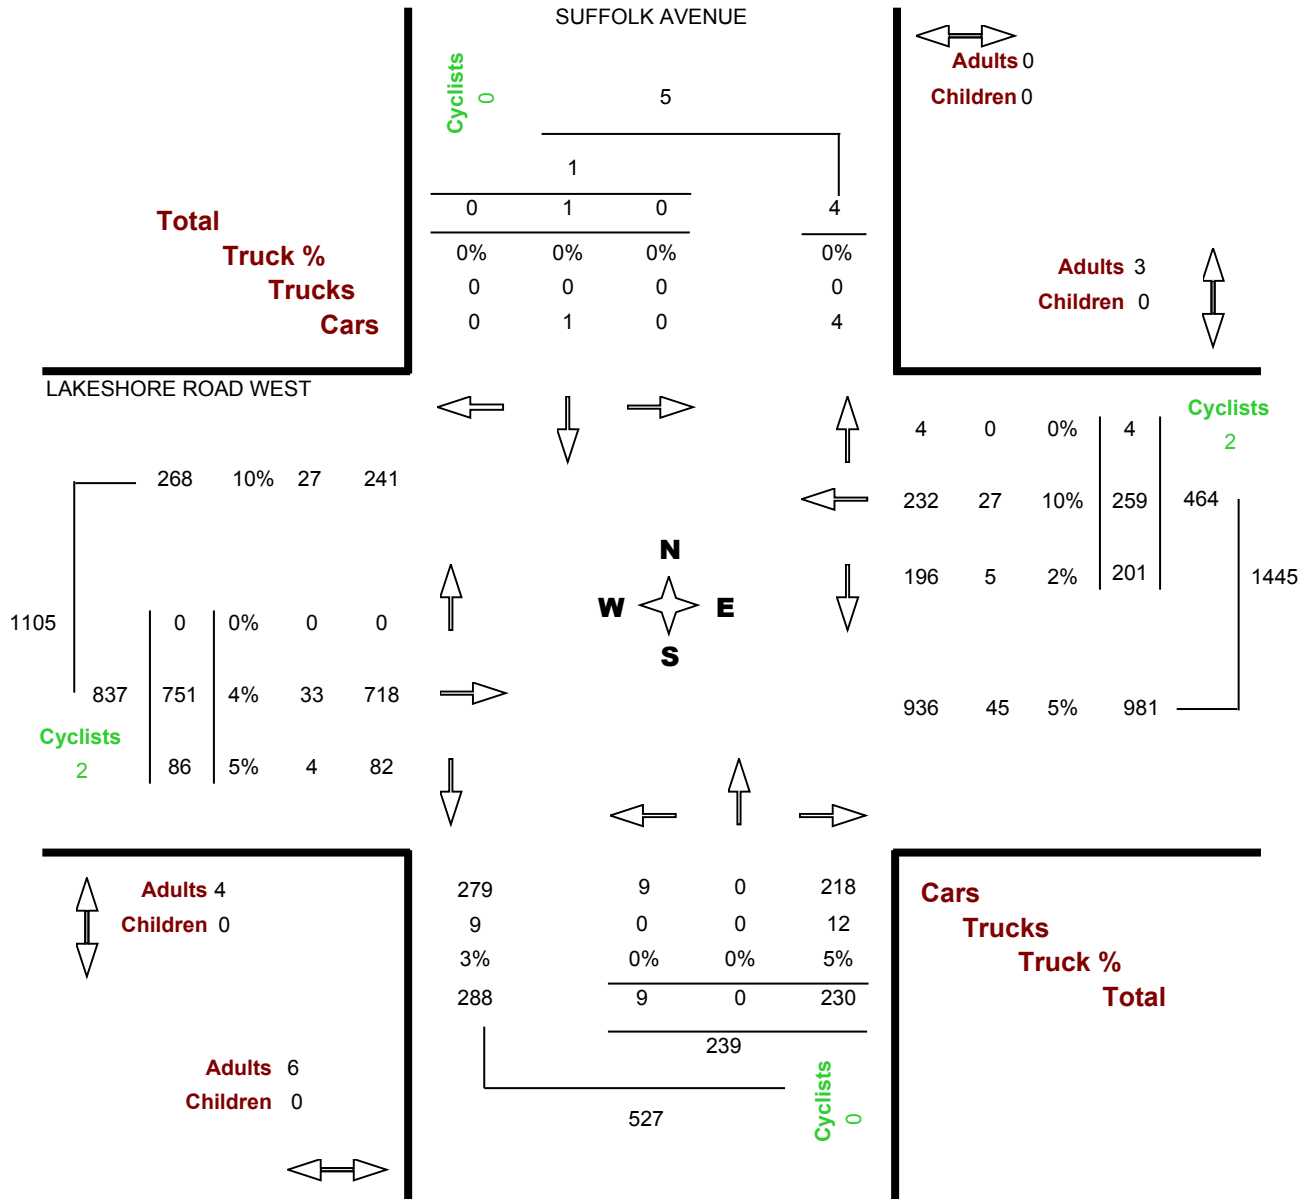 SUFFOLK AVENUE
Cyclists
0
5
Adults 0
Children 0
1
Total 0 1 0 4
Truck % 0% 0% 0% 0%
Trucks 0 0 0 0
Cars 0 1 0 4
Adults 3
Children 0
LAKESHORE ROAD WEST
Cyclists
2
4 0 0% 4
268 10% 27 241
232 27 10% 259 464
N
196 5 2% 201 1445
W E
S
1105 0 0% 0 0
837 751 4% 33 718
936 45 5% 981
Cyclists
2
86 5% 4 82
Adults 4
Children 0
279 9 0 218
9 0 0 12
3% 0% 0% 5%
288 9 0 230
Cars
Trucks
Truck %
Total
239
Adults 6
Children 0
Cyclists
0
527